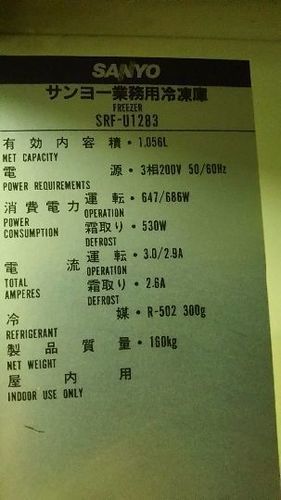 SANYO
サンヨー業務用冷凍庫
FREEZER
SRF-U1283
有効内容積・1.056L
NET CAPACITY
電源・3相200V 50/60Hz
POWER REQUIREMENTS
消費電力 運転・647/686W
POWER CONSUMPTION OPERATION
霜取り・530W
DEFROST
電流 運転・3.0/2.9A
TOTAL AMPERES OPERATION
霜取り・2.6A
DEFROST
冷媒・R-502 300g
REFRIGERANT
製品質量・160kg
NET WEIGHT
屋内用
INDOOR USE ONLY